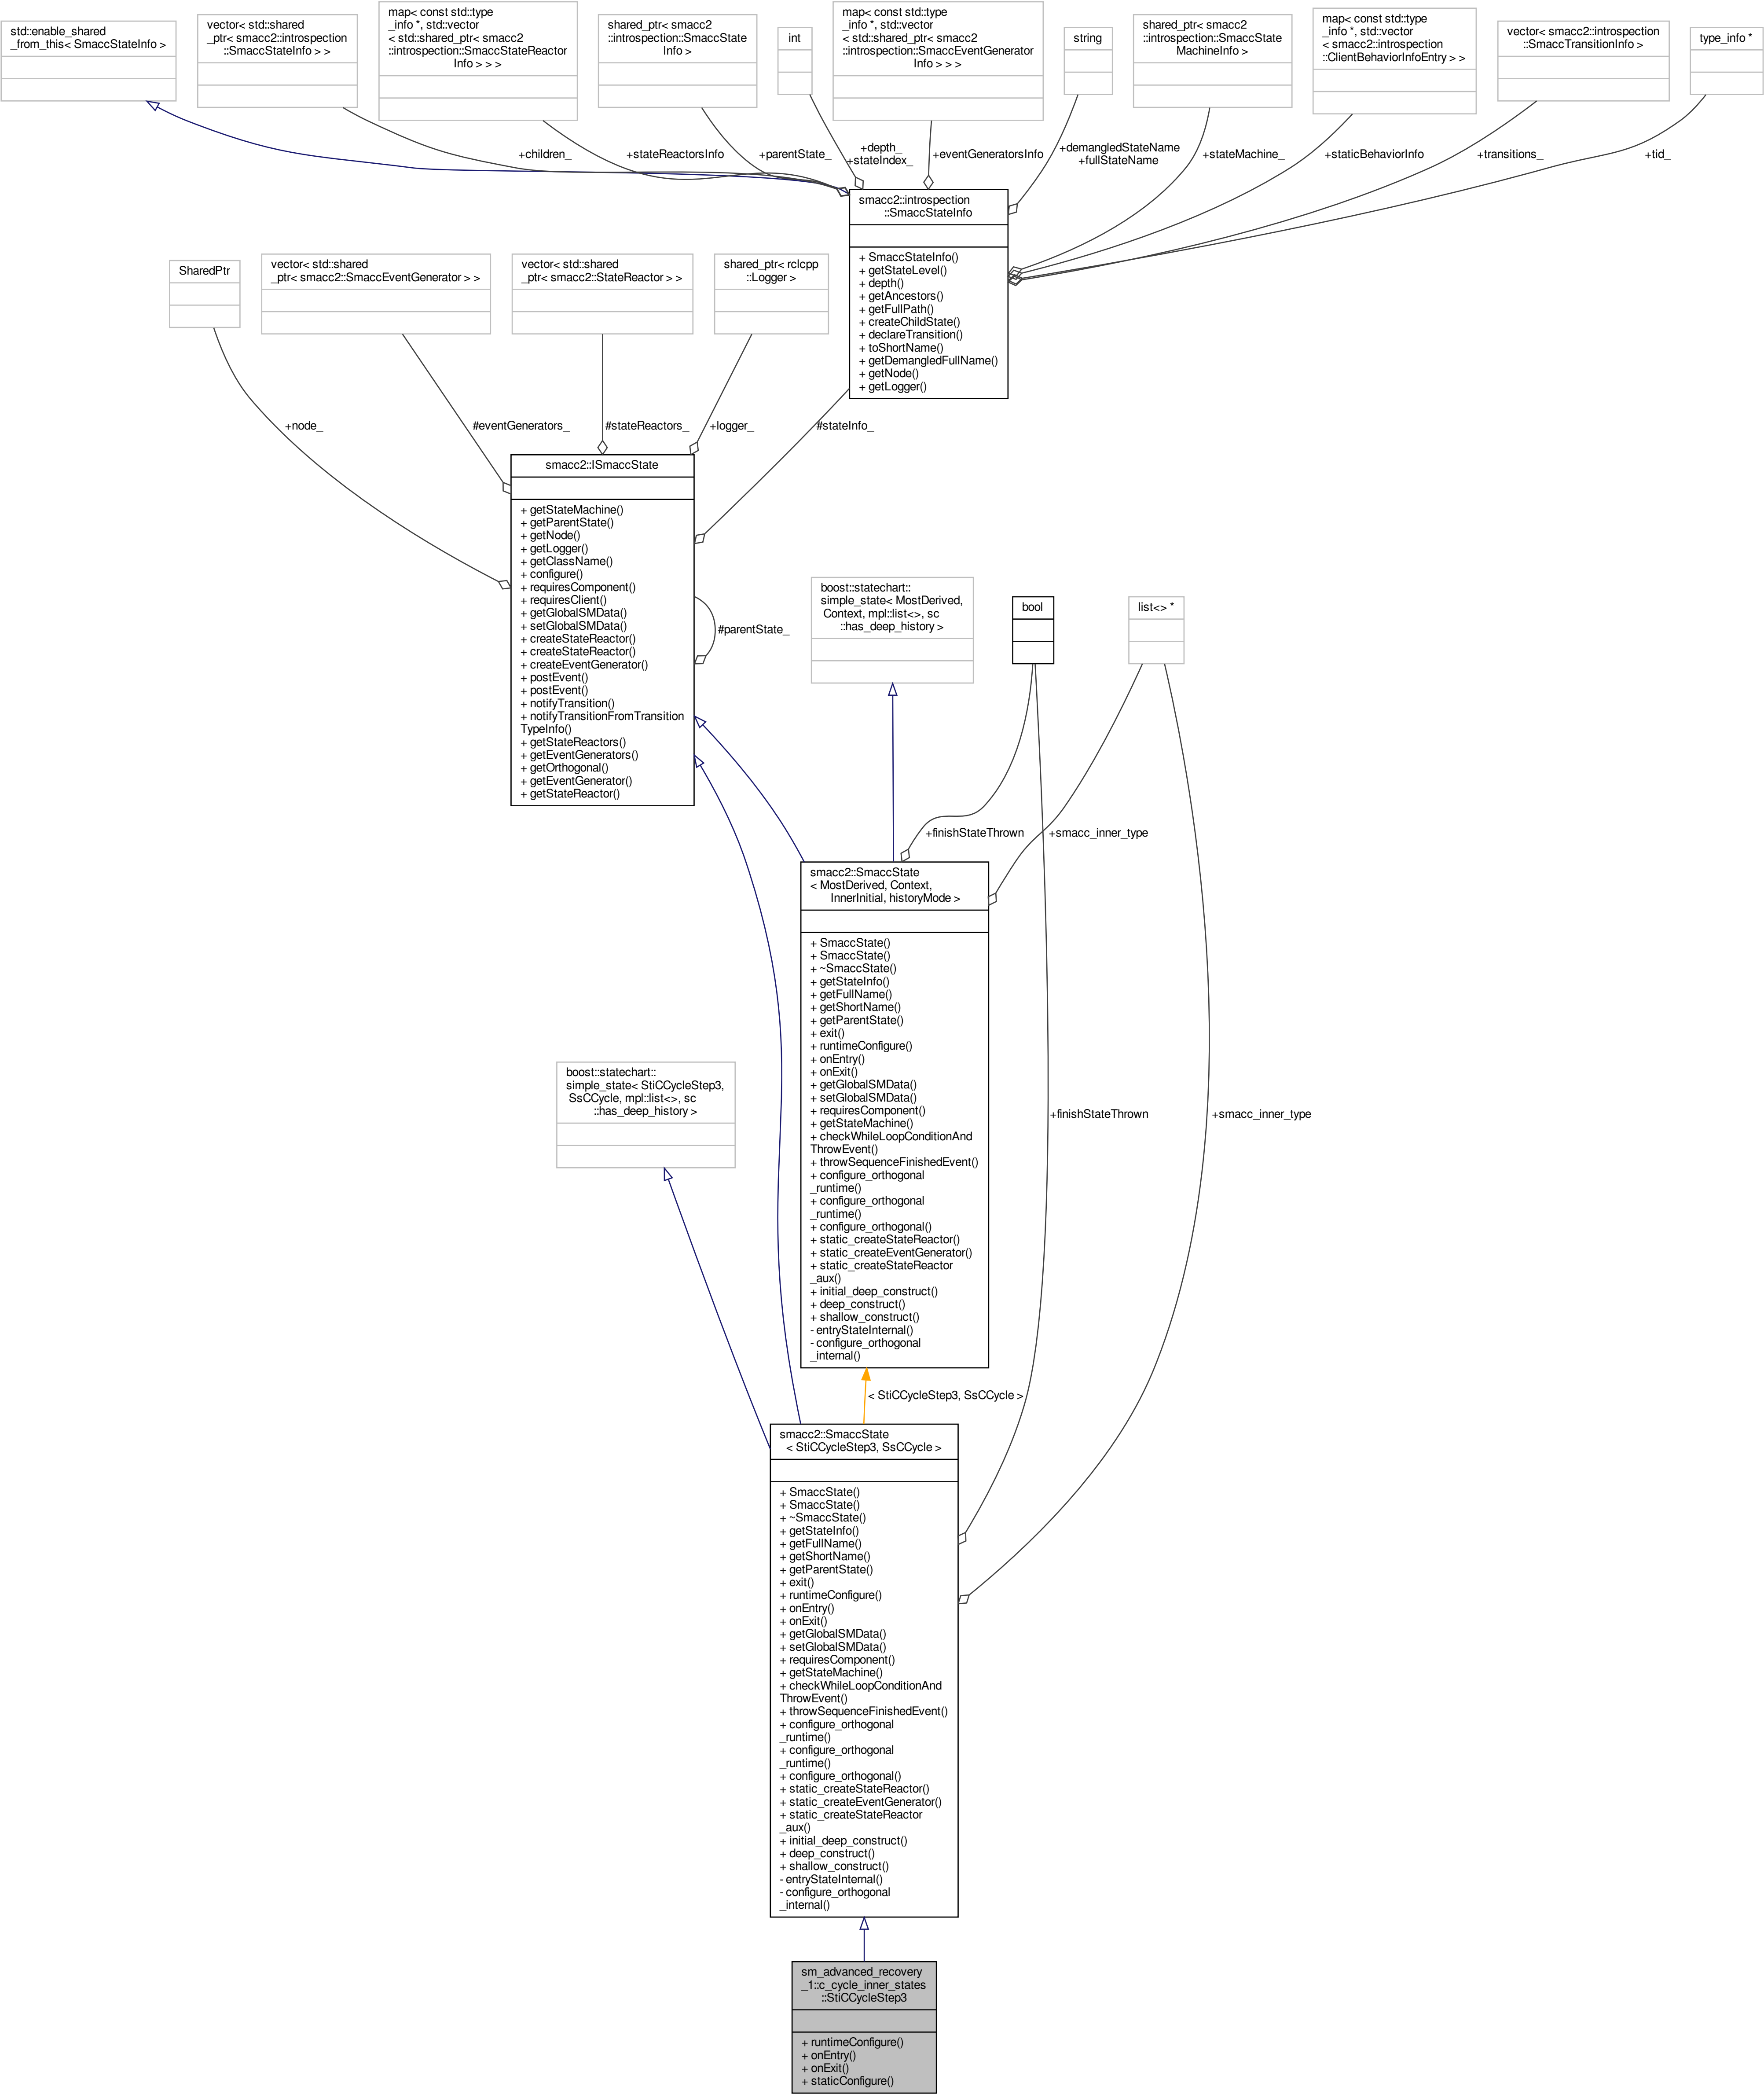 std::enable_shared
_from_this< SmaccStateInfo >
vector< std::shared
_ptr< smacc2::introspection
::SmaccStateInfo > >
map< const std::type
_info *, std::vector
< std::shared_ptr< smacc2
::introspection::SmaccStateReactor
Info > > >
shared_ptr< smacc2
::introspection::SmaccState
Info >
int
map< const std::type
_info *, std::vector
< std::shared_ptr< smacc2
::introspection::SmaccEventGenerator
Info > > >
string
shared_ptr< smacc2
::introspection::SmaccState
MachineInfo >
map< const std::type
_info *, std::vector
< smacc2::introspection
::ClientBehaviorInfoEntry > >
vector< smacc2::introspection
::SmaccTransitionInfo >
type_info *
+children_
+stateReactorsInfo
+parentState_
+depth_
+stateIndex_
+eventGeneratorsInfo
+demangledStateName
+fullStateName
+stateMachine_
+staticBehaviorInfo
+transitions_
+tid_
smacc2::introspection
::SmaccStateInfo
+ SmaccStateInfo()
+ getStateLevel()
+ depth()
+ getAncestors()
+ getFullPath()
+ createChildState()
+ declareTransition()
+ toShortName()
+ getDemangledFullName()
+ getNode()
+ getLogger()
SharedPtr
vector< std::shared
_ptr< smacc2::SmaccEventGenerator > >
vector< std::shared
_ptr< smacc2::StateReactor > >
shared_ptr< rclcpp
::Logger >
+node_
#eventGenerators_
#stateReactors_
+logger_
#stateInfo_
smacc2::ISmaccState
+ getStateMachine()
+ getParentState()
+ getNode()
+ getLogger()
+ getClassName()
+ configure()
+ requiresComponent()
+ requiresClient()
+ getGlobalSMData()
+ setGlobalSMData()
+ createStateReactor()
+ createStateReactor()
+ createEventGenerator()
+ postEvent()
+ postEvent()
+ notifyTransition()
+ notifyTransitionFromTransition
TypeInfo()
+ getStateReactors()
+ getEventGenerators()
+ getOrthogonal()
+ getEventGenerator()
+ getStateReactor()
#parentState_
boost::statechart::
simple_state< MostDerived,
Context, mpl::list<>, sc
::has_deep_history >
bool
list<> *
+finishStateThrown
+smacc_inner_type
smacc2::SmaccState
< MostDerived, Context,
InnerInitial, historyMode >
+ SmaccState()
+ SmaccState()
+ ~SmaccState()
+ getStateInfo()
+ getFullName()
+ getShortName()
+ getParentState()
+ exit()
+ runtimeConfigure()
+ onEntry()
+ onExit()
+ getGlobalSMData()
+ setGlobalSMData()
+ requiresComponent()
+ getStateMachine()
+ checkWhileLoopConditionAnd
ThrowEvent()
+ throwSequenceFinishedEvent()
+ configure_orthogonal
_runtime()
+ configure_orthogonal
_runtime()
+ configure_orthogonal()
+ static_createStateReactor()
+ static_createEventGenerator()
+ static_createStateReactor
_aux()
+ initial_deep_construct()
+ deep_construct()
+ shallow_construct()
- entryStateInternal()
- configure_orthogonal
_internal()
boost::statechart::
simple_state< StiCCycleStep3,
SsCCycle, mpl::list<>, sc
::has_deep_history >
+finishStateThrown
+smacc_inner_type
< StiCCycleStep3, SsCCycle >
smacc2::SmaccState
< StiCCycleStep3, SsCCycle >
+ SmaccState()
+ SmaccState()
+ ~SmaccState()
+ getStateInfo()
+ getFullName()
+ getShortName()
+ getParentState()
+ exit()
+ runtimeConfigure()
+ onEntry()
+ onExit()
+ getGlobalSMData()
+ setGlobalSMData()
+ requiresComponent()
+ getStateMachine()
+ checkWhileLoopConditionAnd
ThrowEvent()
+ throwSequenceFinishedEvent()
+ configure_orthogonal
_runtime()
+ configure_orthogonal
_runtime()
+ configure_orthogonal()
+ static_createStateReactor()
+ static_createEventGenerator()
+ static_createStateReactor
_aux()
+ initial_deep_construct()
+ deep_construct()
+ shallow_construct()
- entryStateInternal()
- configure_orthogonal
_internal()
sm_advanced_recovery
_1::c_cycle_inner_states
::StiCCycleStep3
+ runtimeConfigure()
+ onEntry()
+ onExit()
+ staticConfigure()